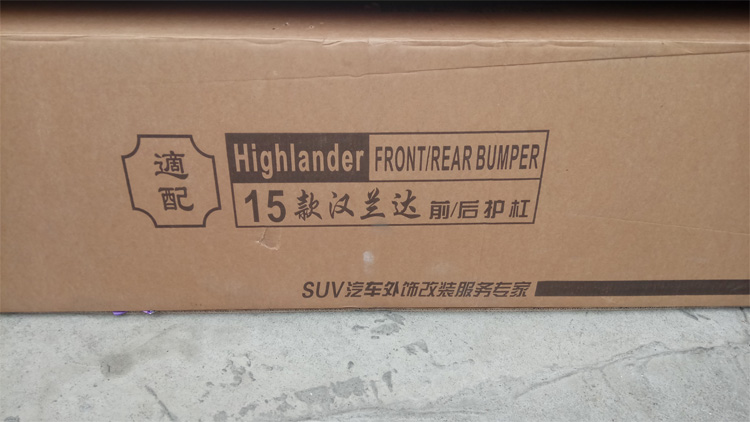 適
配
Highlander FRONT/REAR BUMPER
15款汉兰达 前/后护杠
SUV汽车外饰改装服务专家